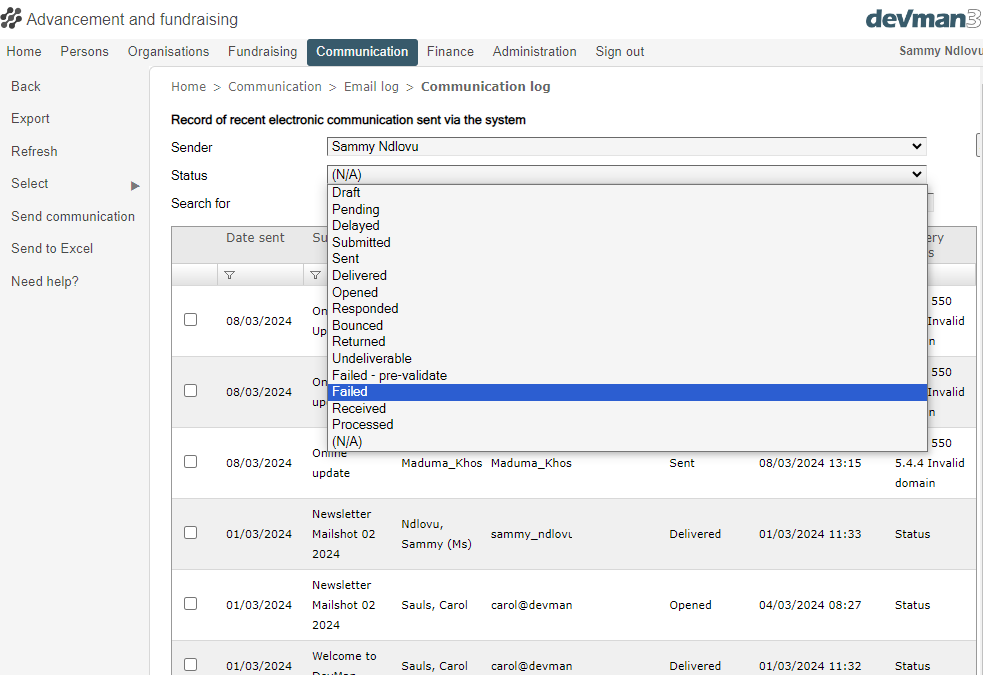 Advancement and fundraising
devman3
Home Persons Organisations Fundraising Communication Finance Administration Sign out Sammy Ndlovu
Back
Export
Refresh
Select
Send communication
Send to Excel
Need help?
Home > Communication > Email log > Communication log
Record of recent electronic communication sent via the system
Sender Sammy Ndlovu
Status (N/A)
Search for
Draft
Pending
Delayed
Submitted
Sent
Delivered
Opened
Responded
Bounced
Returned
Undeliverable
Failed - pre-validate
Failed
Received
Processed
(N/A)
Date sent Su ery
s
08/03/2024 On 550
Up Invalid
n
08/03/2024 On 550
up Invalid
n
08/03/2024 Online Maduma_Khos Maduma_Khos Sent 08/03/2024 13:15 550
update 5.4.4 Invalid
domain
01/03/2024 Newsletter Ndlovu, sammy_ndlovu Delivered 01/03/2024 11:33 Status
Mailshot 02 Sammy (Ms)
2024
01/03/2024 Newsletter Sauls, Carol carol@devman Opened 04/03/2024 08:27 Status
Mailshot 02
2024
01/03/2024 Welcome to Sauls, Carol carol@devman Delivered 01/03/2024 11:32 Status
DevMan